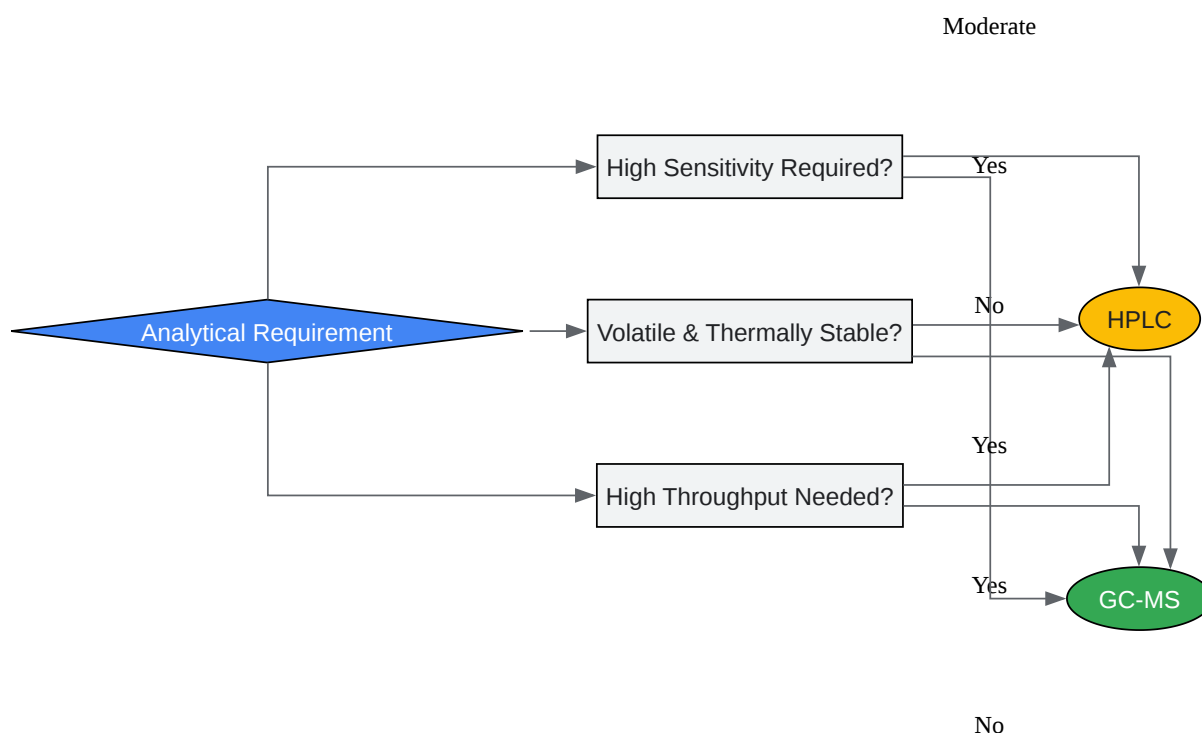 Moderate
High Sensitivity Required?
Yes
Analytical Requirement
Volatile & Thermally Stable?
No
HPLC
Yes
High Throughput Needed?
Yes
GC-MS
No